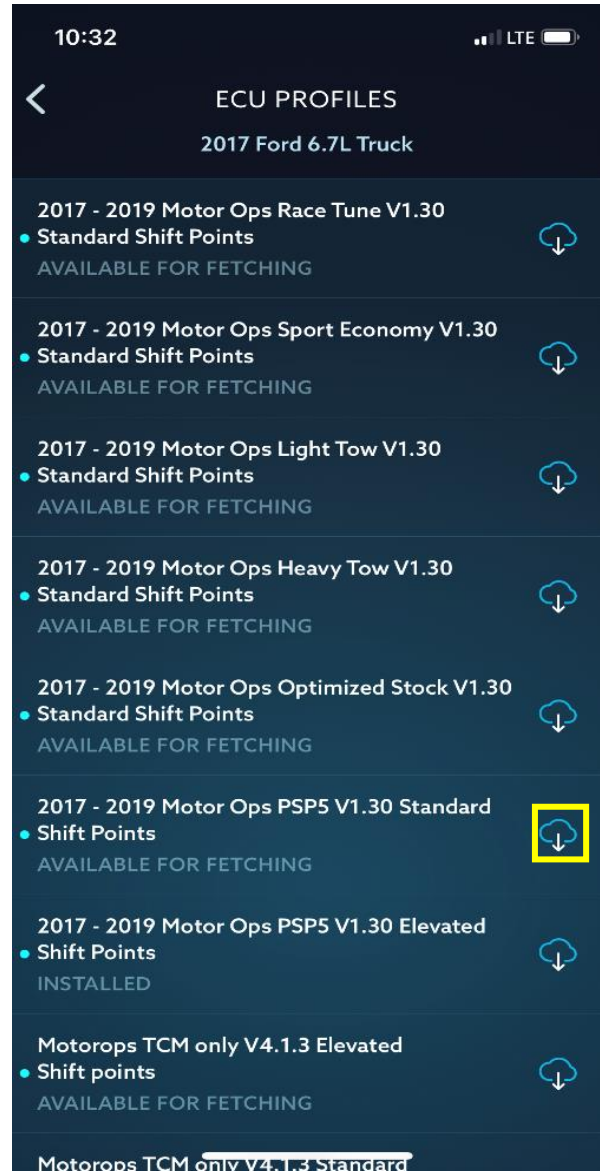 10:32
LTE
ECU PROFILES
2017 Ford 6.7L Truck
2017 - 2019 Motor Ops Race Tune V1.30
Standard Shift Points
AVAILABLE FOR FETCHING
2017 - 2019 Motor Ops Sport Economy V1.30
Standard Shift Points
AVAILABLE FOR FETCHING
2017 - 2019 Motor Ops Light Tow V1.30
Standard Shift Points
AVAILABLE FOR FETCHING
2017 - 2019 Motor Ops Heavy Tow V1.30
Standard Shift Points
AVAILABLE FOR FETCHING
2017 - 2019 Motor Ops Optimized Stock V1.30
Standard Shift Points
AVAILABLE FOR FETCHING
2017 - 2019 Motor Ops PSP5 V1.30 Standard
Shift Points
AVAILABLE FOR FETCHING
2017 - 2019 Motor Ops PSP5 V1.30 Elevated
Shift Points
INSTALLED
Motorops TCM only V4.1.3 Elevated
Shift points
AVAILABLE FOR FETCHING
Motorops TCM only V4.1.3 Standard